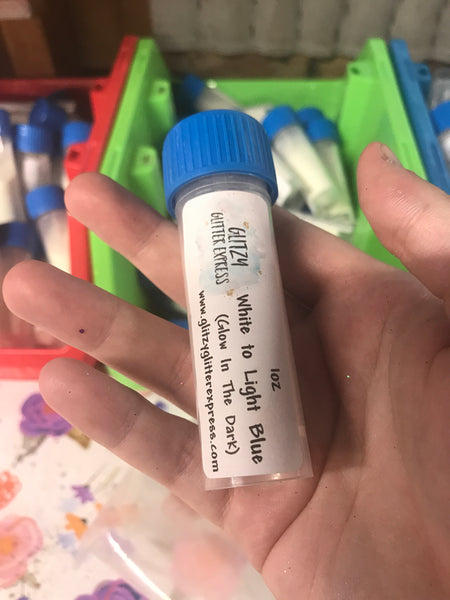 GLITZY
GLITTER EXPRESS
1oz
White to Light Blue
(Glow In The Dark)
www.glitzyglitterexpress.com